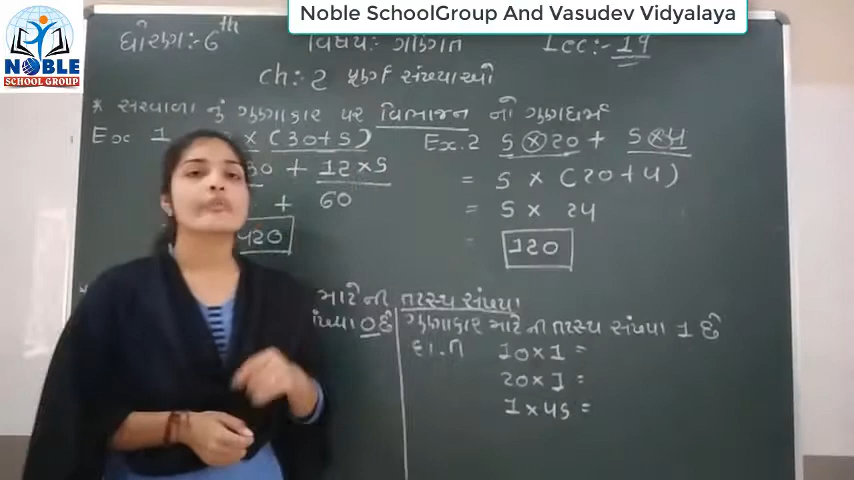 Noble SchoolGroup And Vasudev Vidyalaya
NOBLE
SCHOOL GROUP
ધોરણ:- 6th વિષય:- ગણિત Lec:- 19
ch:- 2 પૂર્ણ સંખ્યાઓ
* સરવાળા નું ગુણાકાર પર વિભાજન નો ગુણધર્મ
Ex 1 × (30+5)
+ 12×5
+ 60
420
Ex.2 5 × 20 + 5 × 4
= 5 × (20+4)
= 5 × 24
= 120
માટેની તટસ્થ સંખ્યા
સંખ્યા 0 છે
ગુણાકાર માટેની તટસ્થ સંખ્યા 1 છે
દા.ત 10×1 =
20×1 =
1×45 =